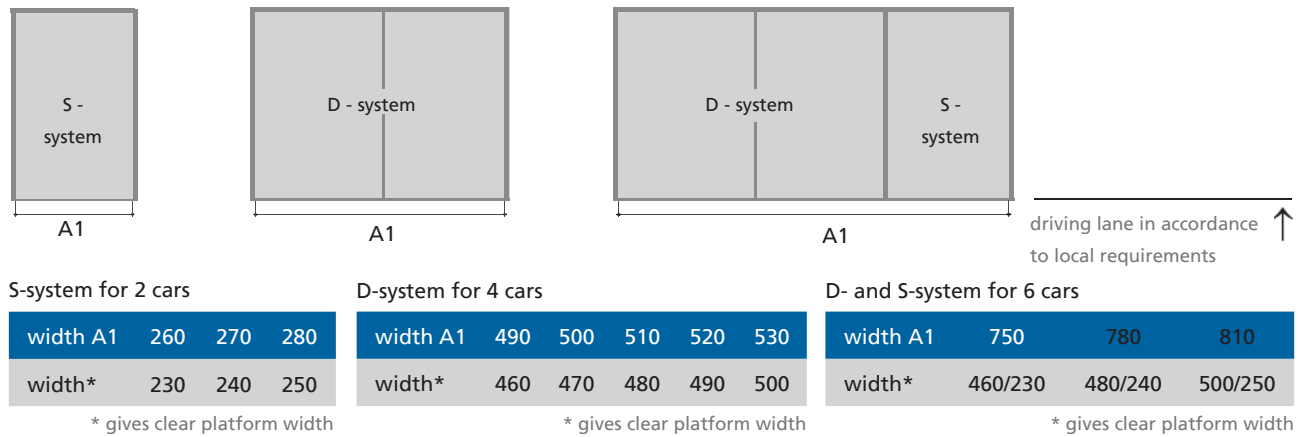 S -
system
D - system
D - system
S -
system
A1
A1
A1
driving lane in accordance
to local requirements
S-system for 2 cars
width A1 260 270 280
width* 230 240 250
* gives clear platform width
D-system for 4 cars
width A1 490 500 510 520 530
width* 460 470 480 490 500
* gives clear platform width
D- and S-system for 6 cars
width A1 750 780 810
width* 460/230 480/240 500/250
* gives clear platform width